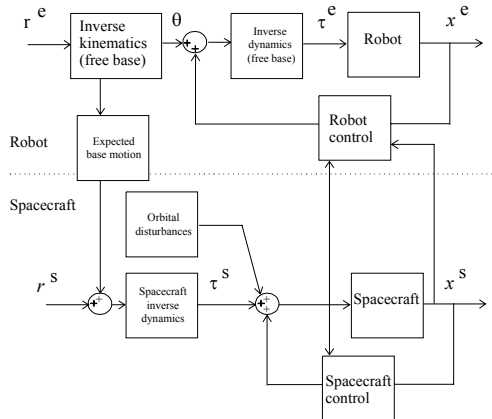 r e
Inverse
kinematics
(free base)
θ
+
+
Inverse
dynamics
(free base)
τ e
Robot
x e
Robot
control
Expected
base motion
Robot
Spacecraft
Orbital
disturbances
r s
+
+
Spacecraft
inverse
dynamics
τ s
+
+
+
Spacecraft
x s
Spacecraft
control